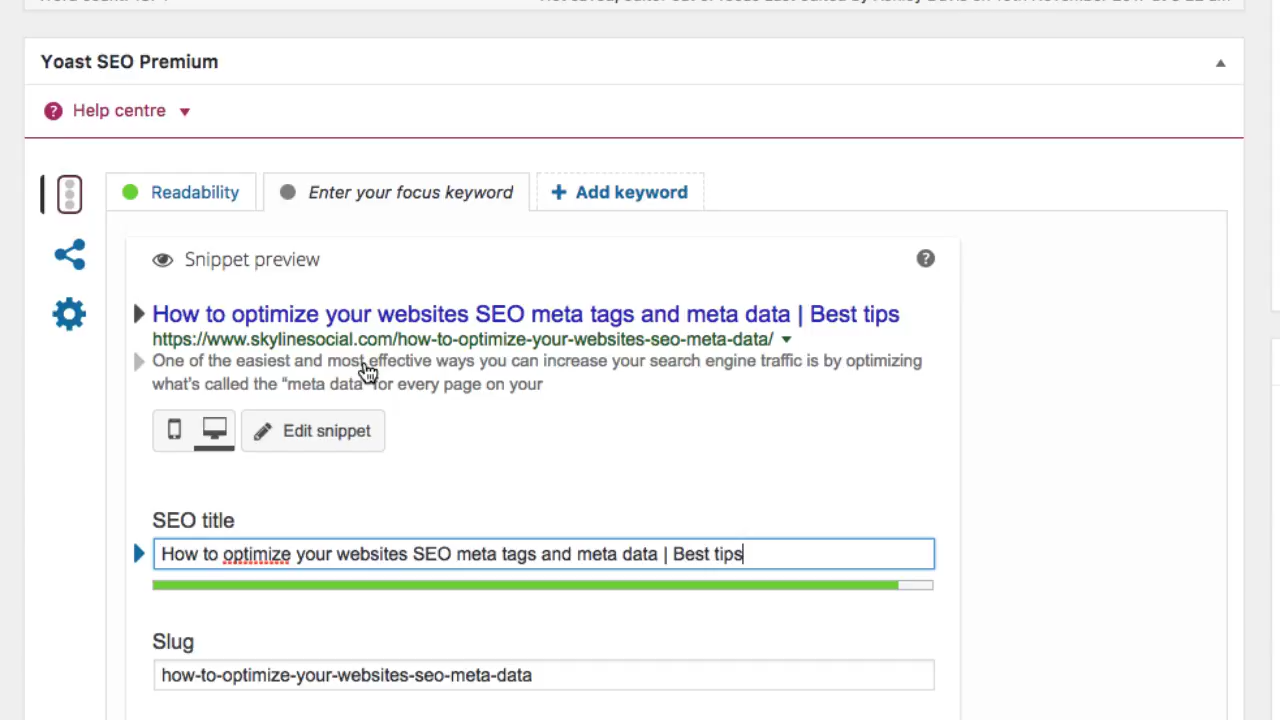 Yoast SEO Premium
? Help centre
Readability
Enter your focus keyword
+ Add keyword
Snippet preview
?
How to optimize your websites SEO meta tags and meta data | Best tips
https://www.skylinesocial.com/how-to-optimize-your-websites-seo-meta-data/
One of the easiest and most effective ways you can increase your search engine traffic is by optimizing
what's called the “meta data” for every page on your
Edit snippet
SEO title
How to optimize your websites SEO meta tags and meta data | Best tips
Slug
how-to-optimize-your-websites-seo-meta-data